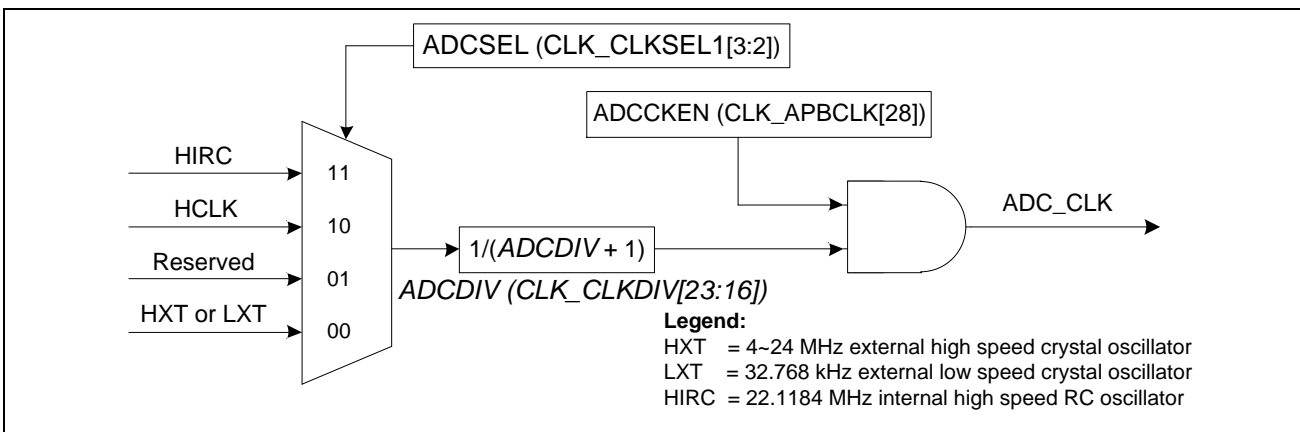 ADCSEL (CLK_CLKSEL1[3:2])
ADCCKEN (CLK_APBCLK[28])
HIRC
11
HCLK
10
Reserved
01
HXT or LXT
00
1/(ADCDIV + 1)
ADCDIV (CLK_CLKDIV[23:16])
ADC_CLK
Legend:
HXT = 4~24 MHz external high speed crystal oscillator
LXT = 32.768 kHz external low speed crystal oscillator
HIRC = 22.1184 MHz internal high speed RC oscillator